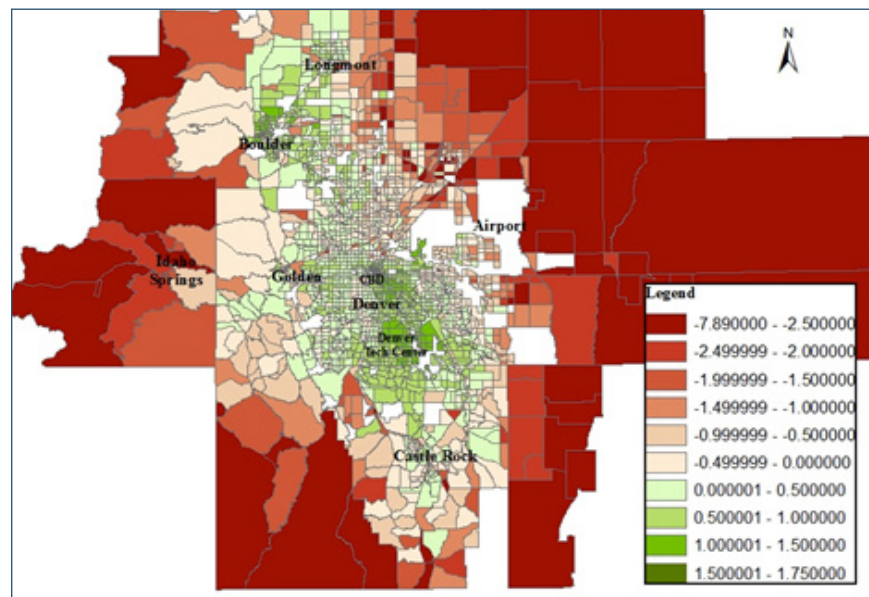 N
Longmont
Boulder
Airport
Idaho
Springs
Golden
CBD
Denver
Denver
Tech Center
Castle Rock
Legend
-7.890000 - -2.500000
-2.499999 - -2.000000
-1.999999 - -1.500000
-1.499999 - -1.000000
-0.999999 - -0.500000
-0.499999 - 0.000000
0.000001 - 0.500000
0.500001 - 1.000000
1.000001 - 1.500000
1.500001 - 1.750000